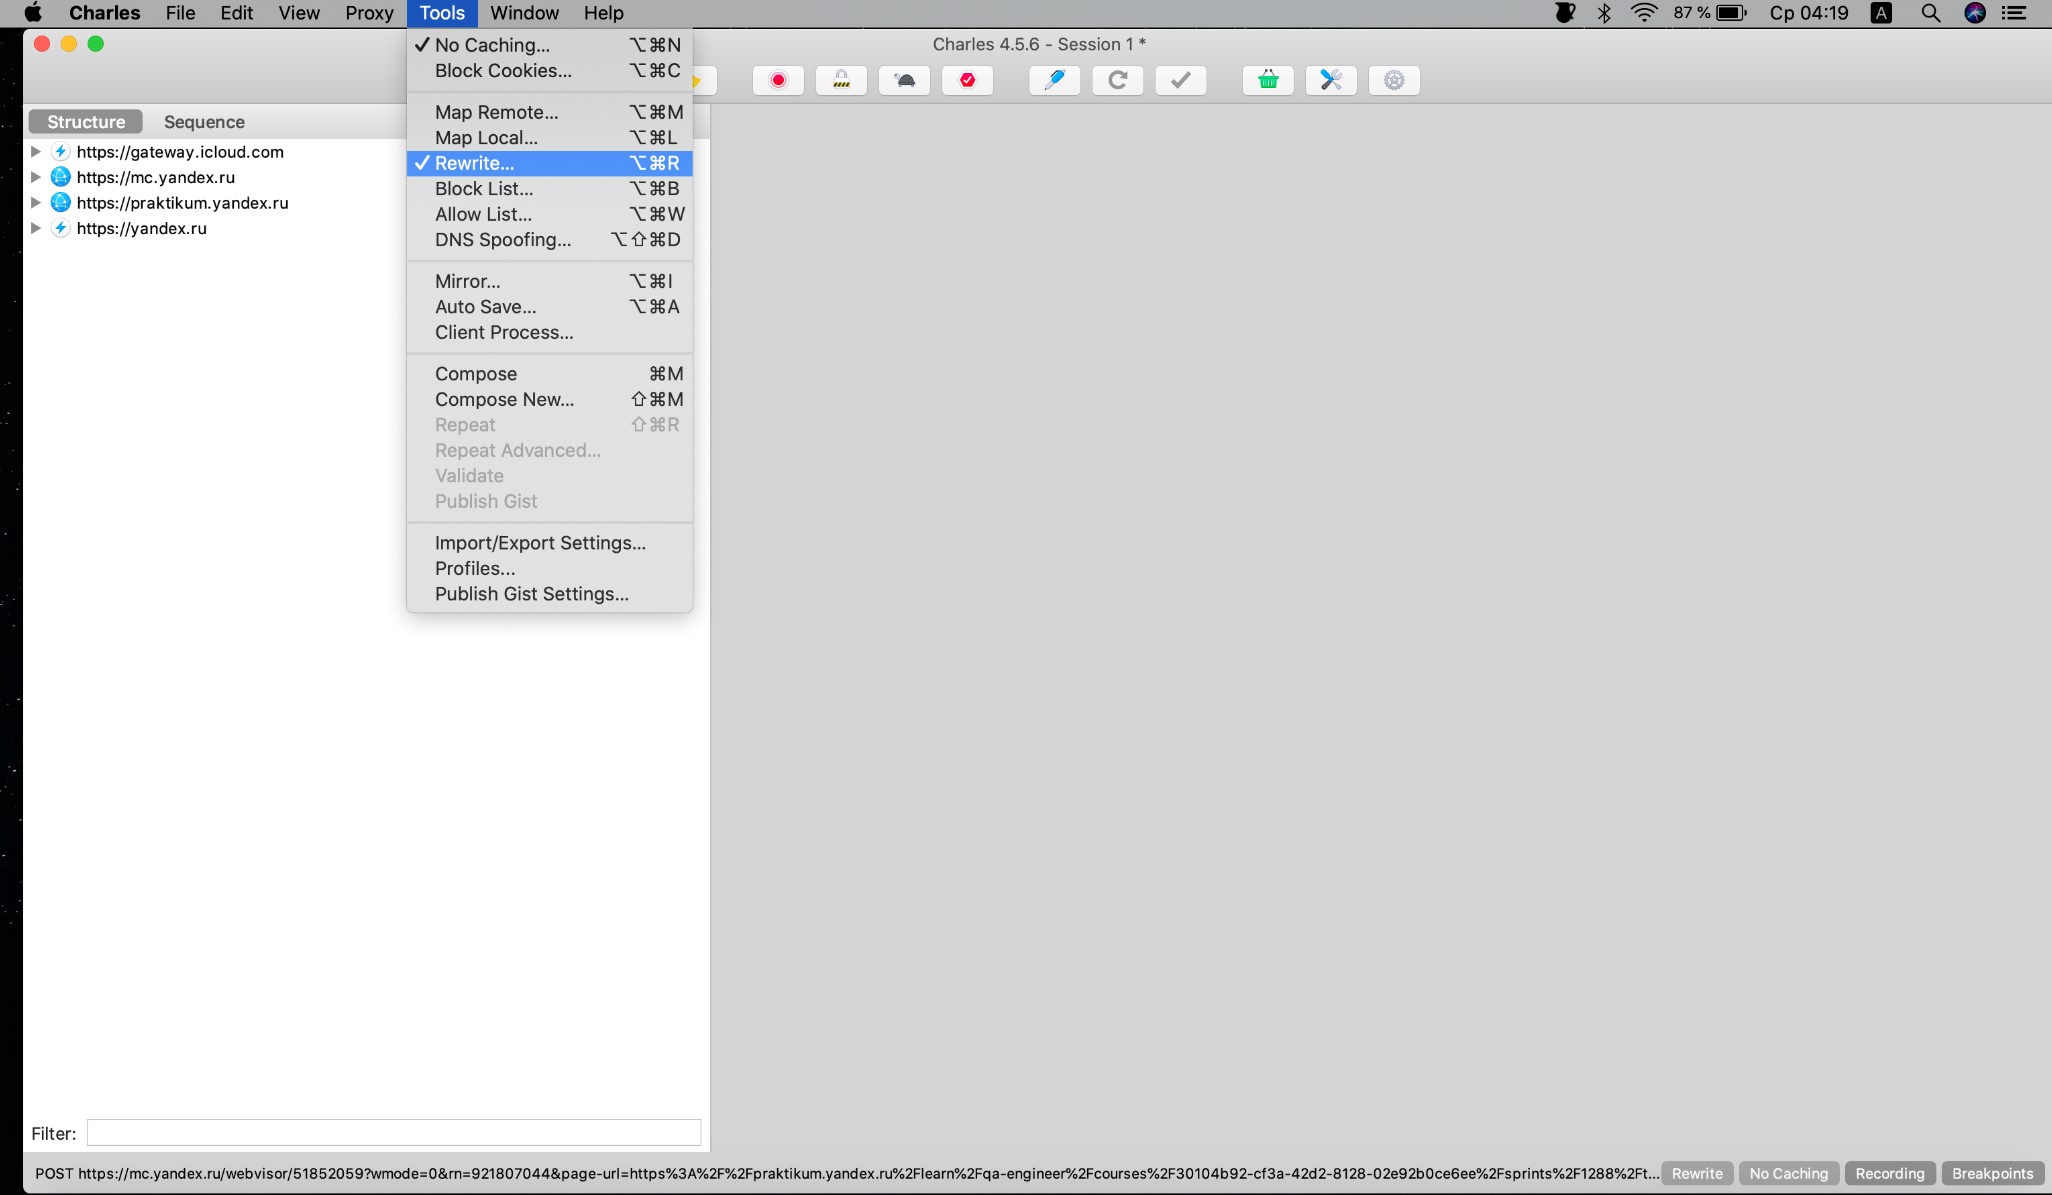 Charles File Edit View Proxy Tools Window Help 87 % Ср 04:19 A
Charles 4.5.6 - Session 1 *
✓ No Caching... ⌥⌘N
Block Cookies... ⌥⌘C
Map Remote... ⌥⌘M
Map Local... ⌥⌘L
✓ Rewrite... ⌥⌘R
Block List... ⌥⌘B
Allow List... ⌥⌘W
DNS Spoofing... ⌥⇧⌘D
Mirror... ⌥⌘I
Auto Save... ⌥⌘A
Client Process...
Compose ⌘M
Compose New... ⇧⌘M
Repeat ⇧⌘R
Repeat Advanced...
Validate
Publish Gist
Import/Export Settings...
Profiles...
Publish Gist Settings...
Structure Sequence
https://gateway.icloud.com
https://mc.yandex.ru
https://praktikum.yandex.ru
https://yandex.ru
Filter:
POST https://mc.yandex.ru/webvisor/51852059?wmode=0&rn=921807044&page-url=https%3A%2F%2Fpraktikum.yandex.ru%2Flearn%2Fqa-engineer%2Fcourses%2F30104b92-cf3a-42d2-8128-02e92b0ce6ee%2Fsprints%2F1288%2Ft... Rewrite No Caching Recording Breakpoints